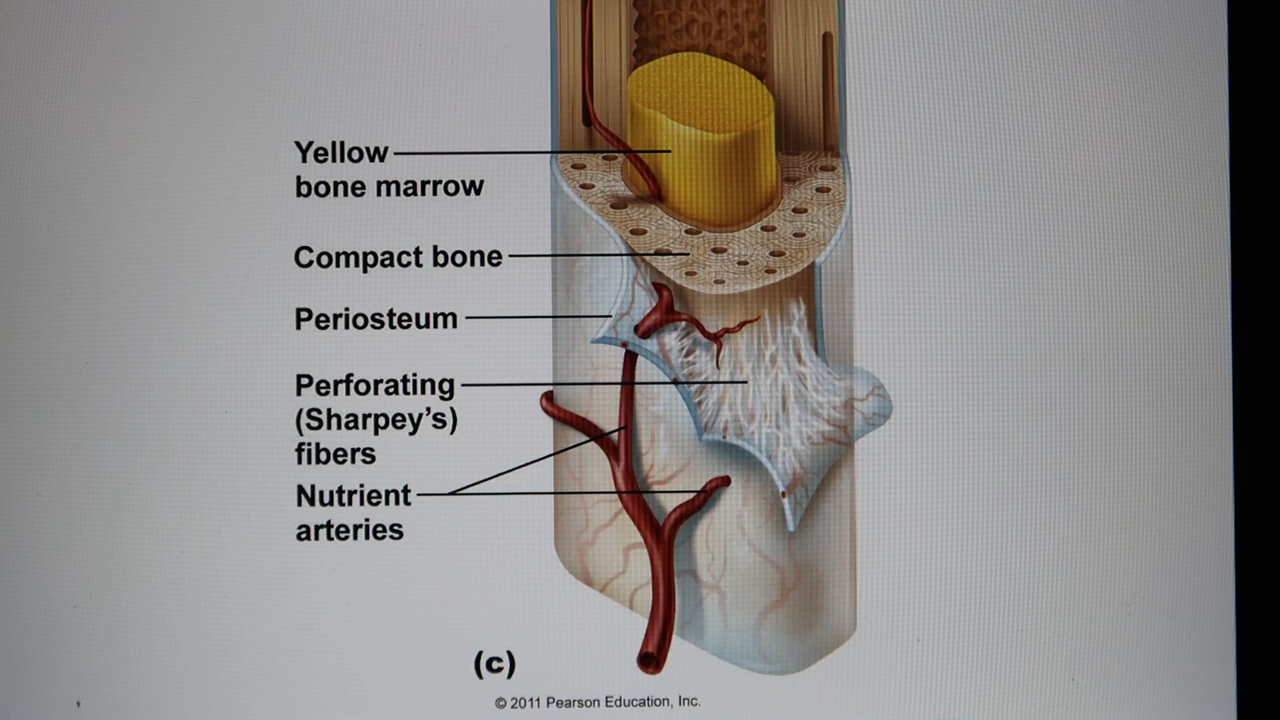 Yellow
bone marrow
Compact bone
Periosteum
Perforating
(Sharpey's)
fibers
Nutrient
arteries
(c)
© 2011 Pearson Education, Inc.